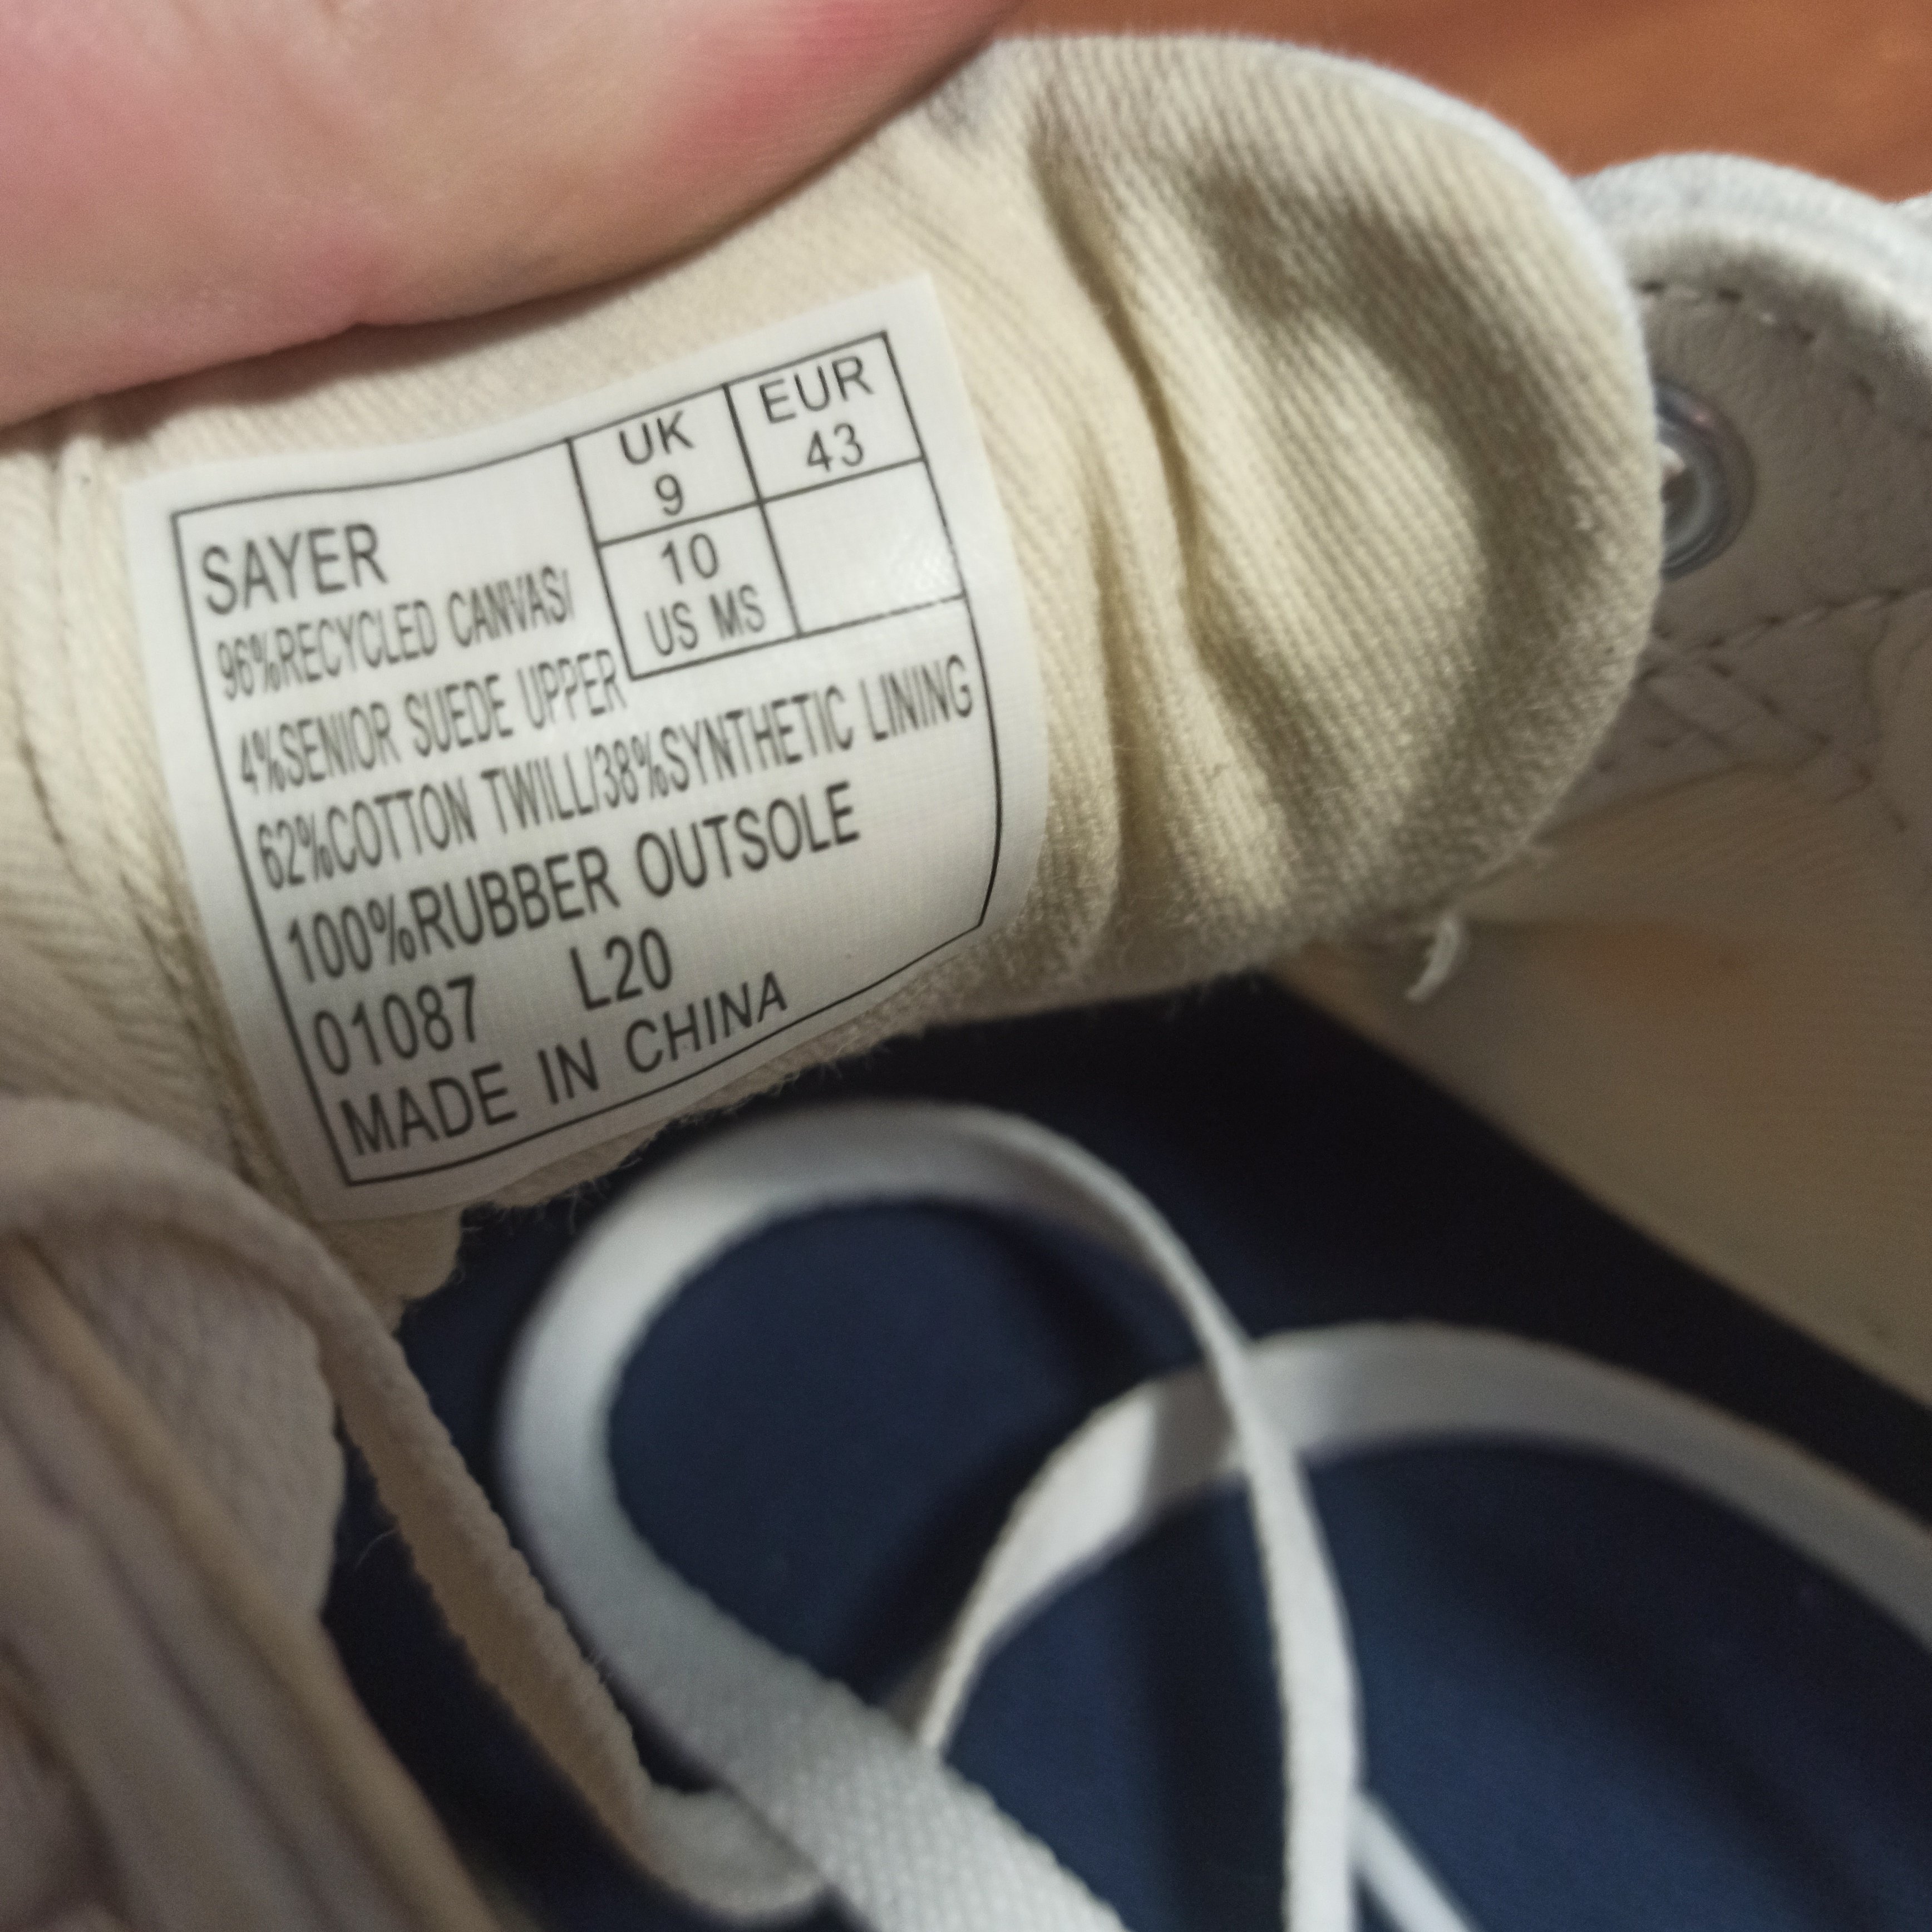 SAYER
UK
9
EUR
43
10
US MS
96%RECYCLED CANVAS/
4%SENIOR SUEDE UPPER
62%COTTON TWILL/38%SYNTHETIC LINING
100%RUBBER OUTSOLE
01087 L20
MADE IN CHINA